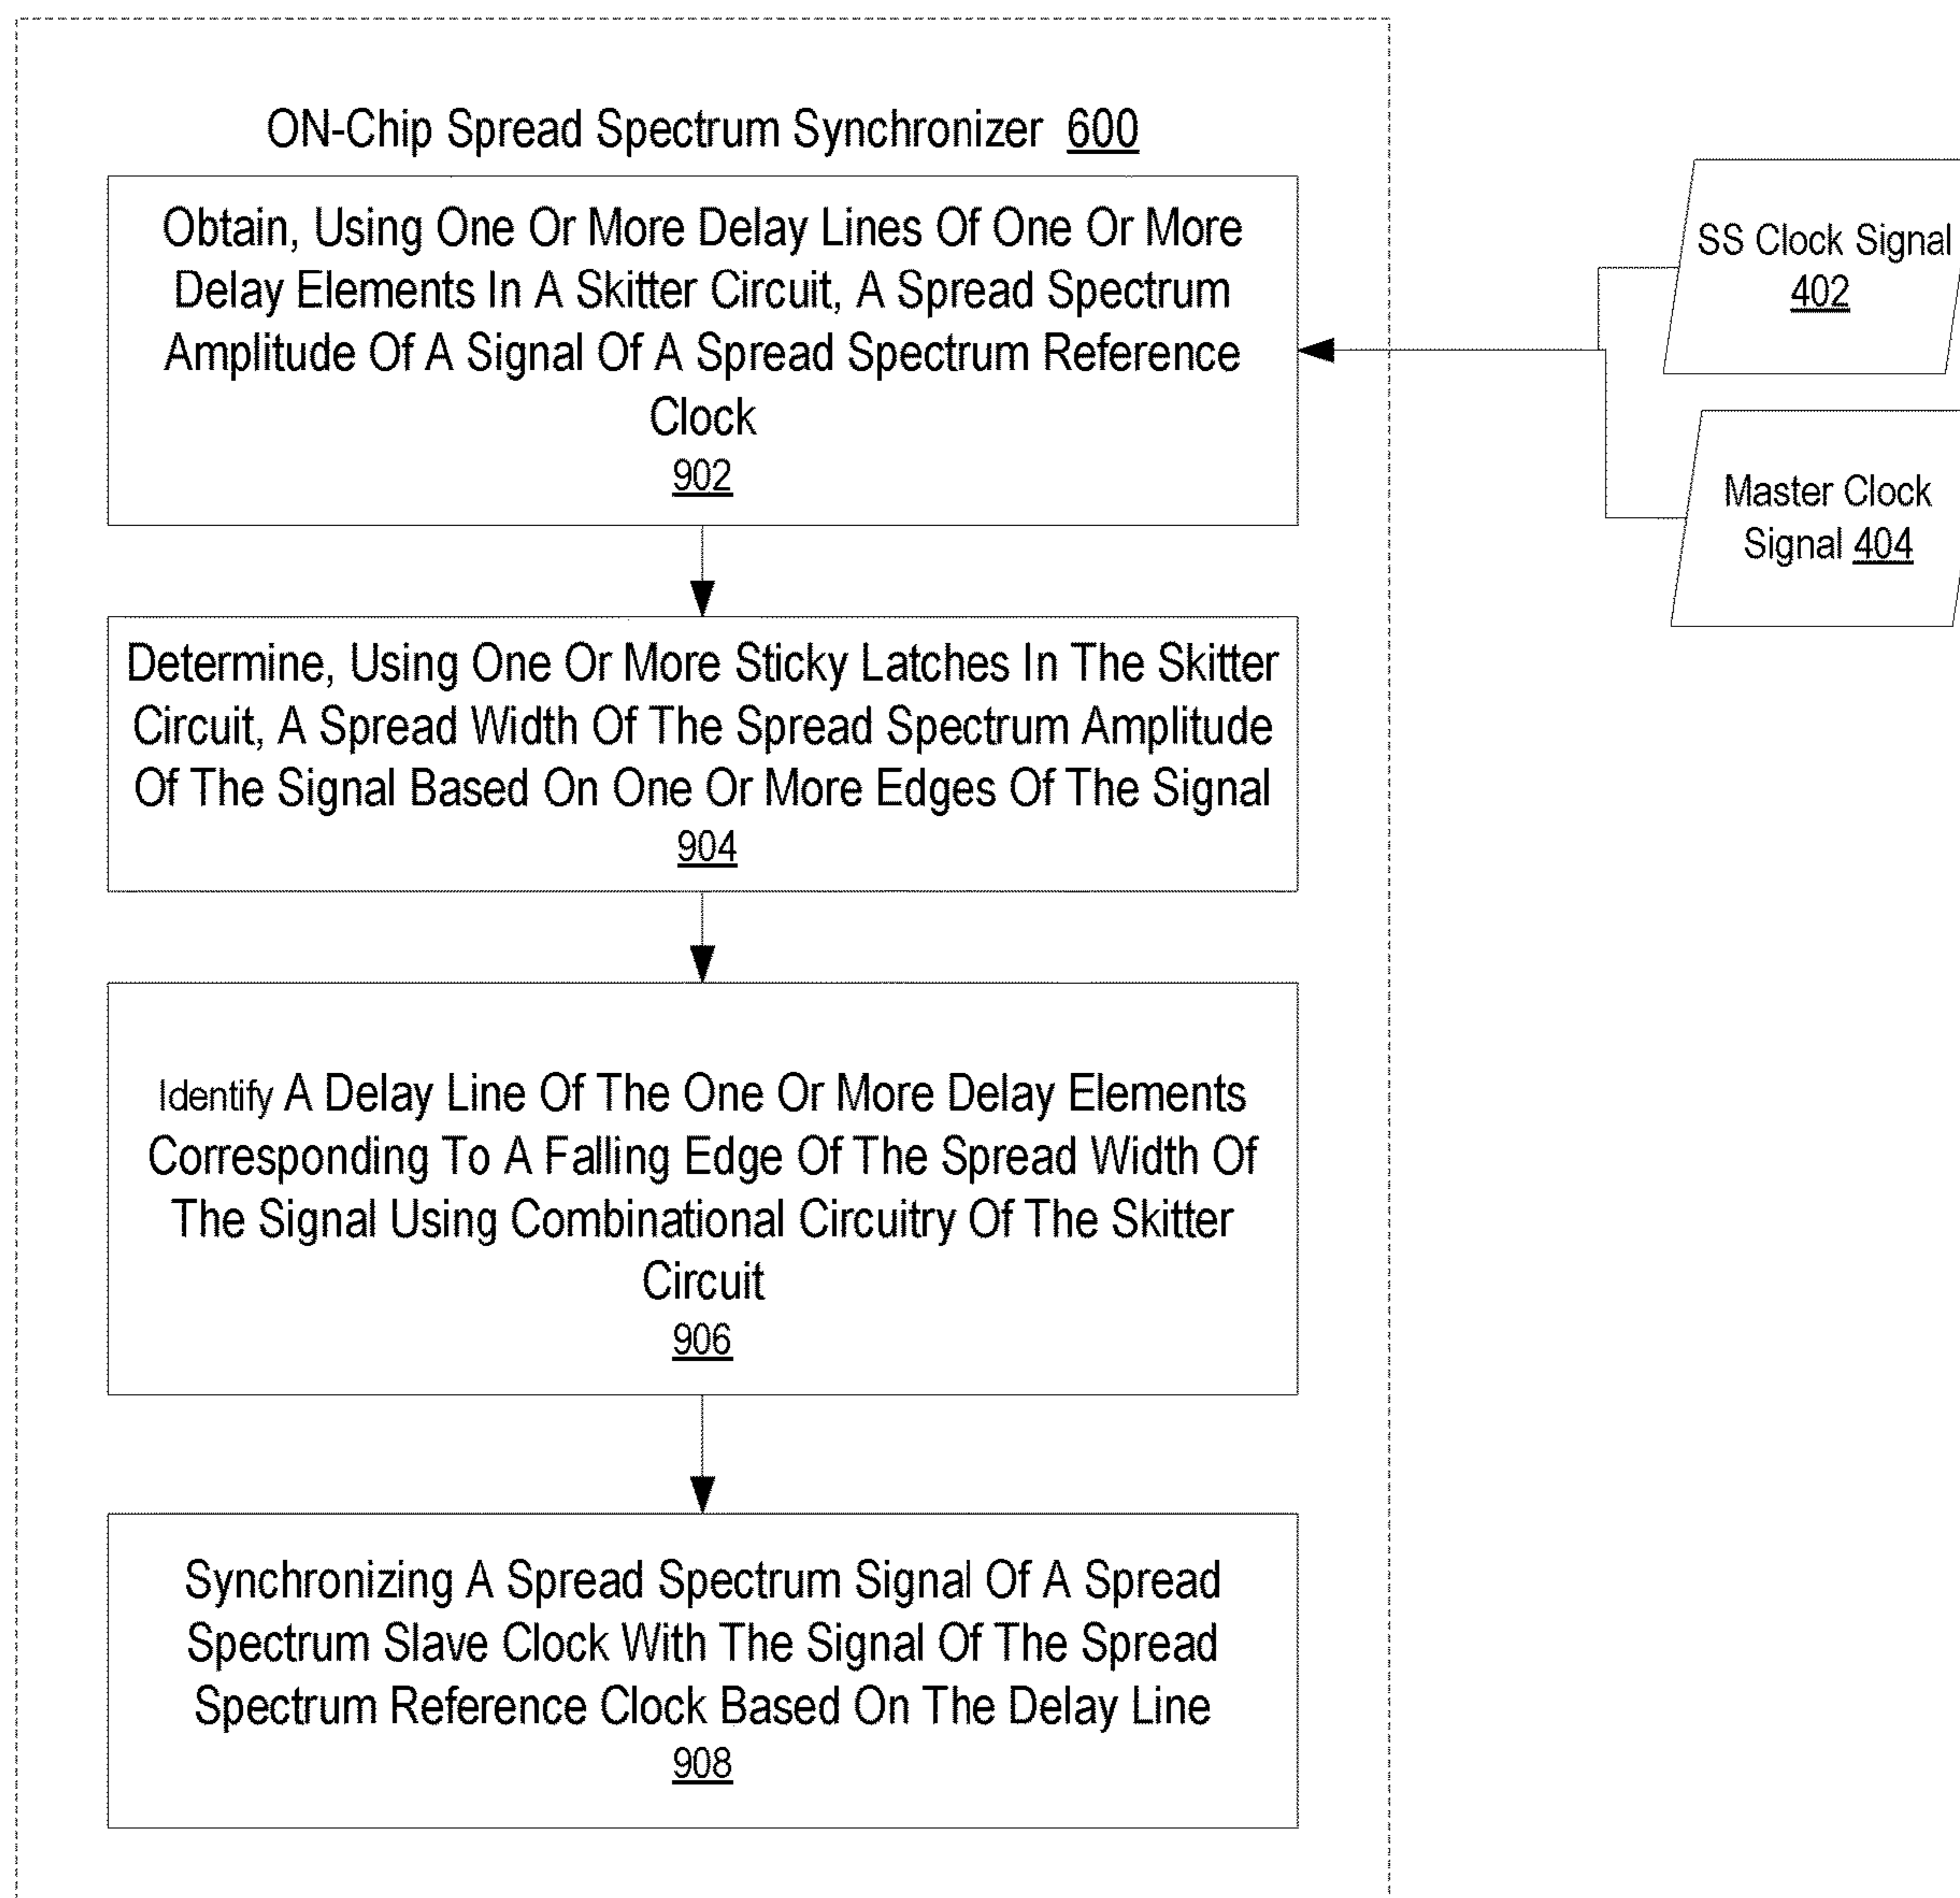 ON-Chip Spread Spectrum Synchronizer 600
Obtain, Using One Or More Delay Lines Of One Or More
Delay Elements In A Skitter Circuit, A Spread Spectrum
Amplitude Of A Signal Of A Spread Spectrum Reference
Clock
902
SS Clock Signal
402
Master Clock
Signal 404
Determine, Using One Or More Sticky Latches In The Skitter
Circuit, A Spread Width Of The Spread Spectrum Amplitude
Of The Signal Based On One Or More Edges Of The Signal
904
Identify A Delay Line Of The One Or More Delay Elements
Corresponding To A Falling Edge Of The Spread Width Of
The Signal Using Combinational Circuitry Of The Skitter
Circuit
906
Synchronizing A Spread Spectrum Signal Of A Spread
Spectrum Slave Clock With The Signal Of The Spread
Spectrum Reference Clock Based On The Delay Line
908